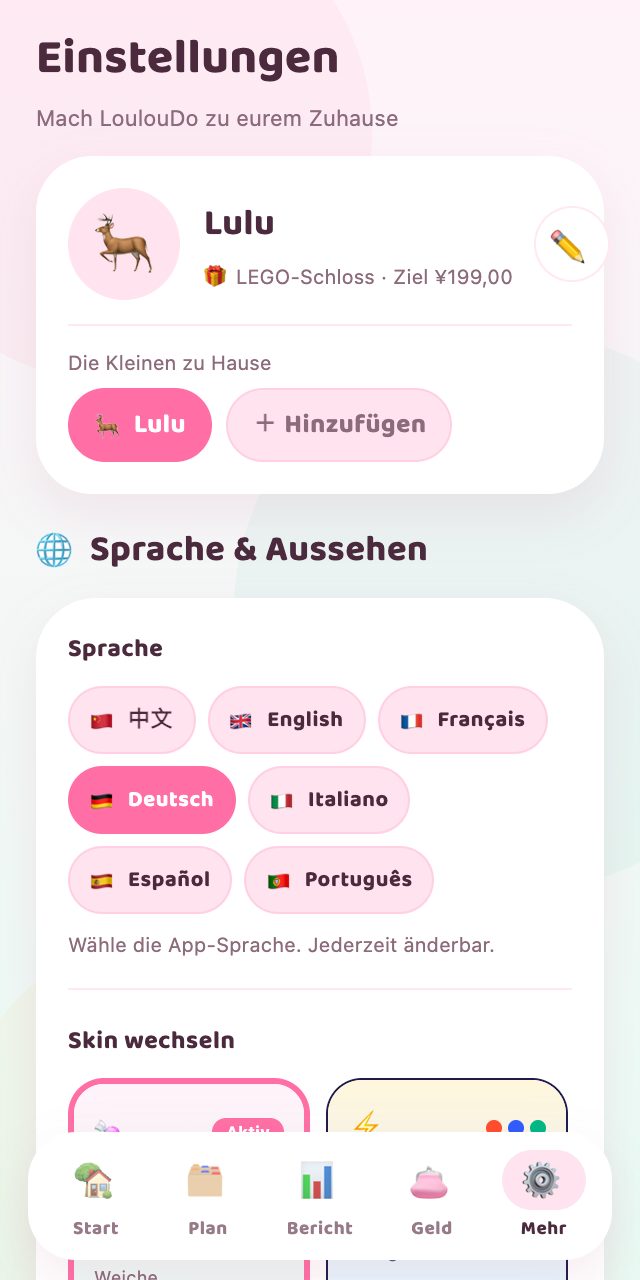 Einstellungen
Mach LoulouDo zu eurem Zuhause
Lulu
LEGO-Schloss · Ziel ¥199,00
Die Kleinen zu Hause
Lulu
+ Hinzufügen
Sprache & Aussehen
Sprache
中文
English
Français
Deutsch
Italiano
Español
Português
Wähle die App-Sprache. Jederzeit änderbar.
Skin wechseln
Aktiv
Start
Plan
Bericht
Geld
Mehr
Weiche